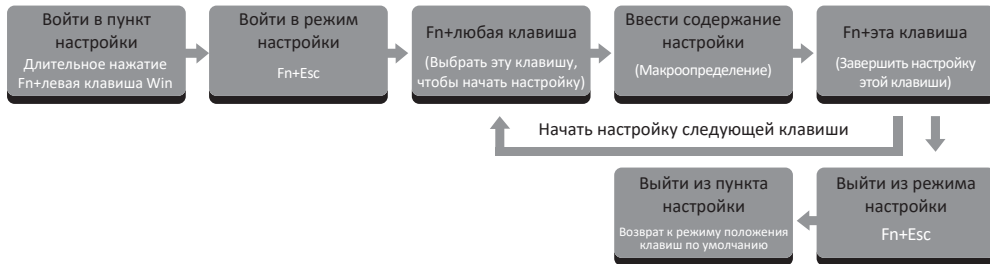 Войти в пункт
настройки
Длительное нажатие
Fn+левая клавиша Win
Войти в режим
настройки
Fn+Esc
Fn+любая клавиша
(Выбрать эту клавишу,
чтобы начать настройку)
Ввести содержание
настройки
(Макроопределение)
Fn+эта клавиша
(Завершить настройку
этой клавиши)
Начать настройку следующей клавиши
Выйти из пункта
настройки
Возврат к режиму положения
клавиш по умолчанию
Выйти из режима
настройки
Fn+Esc